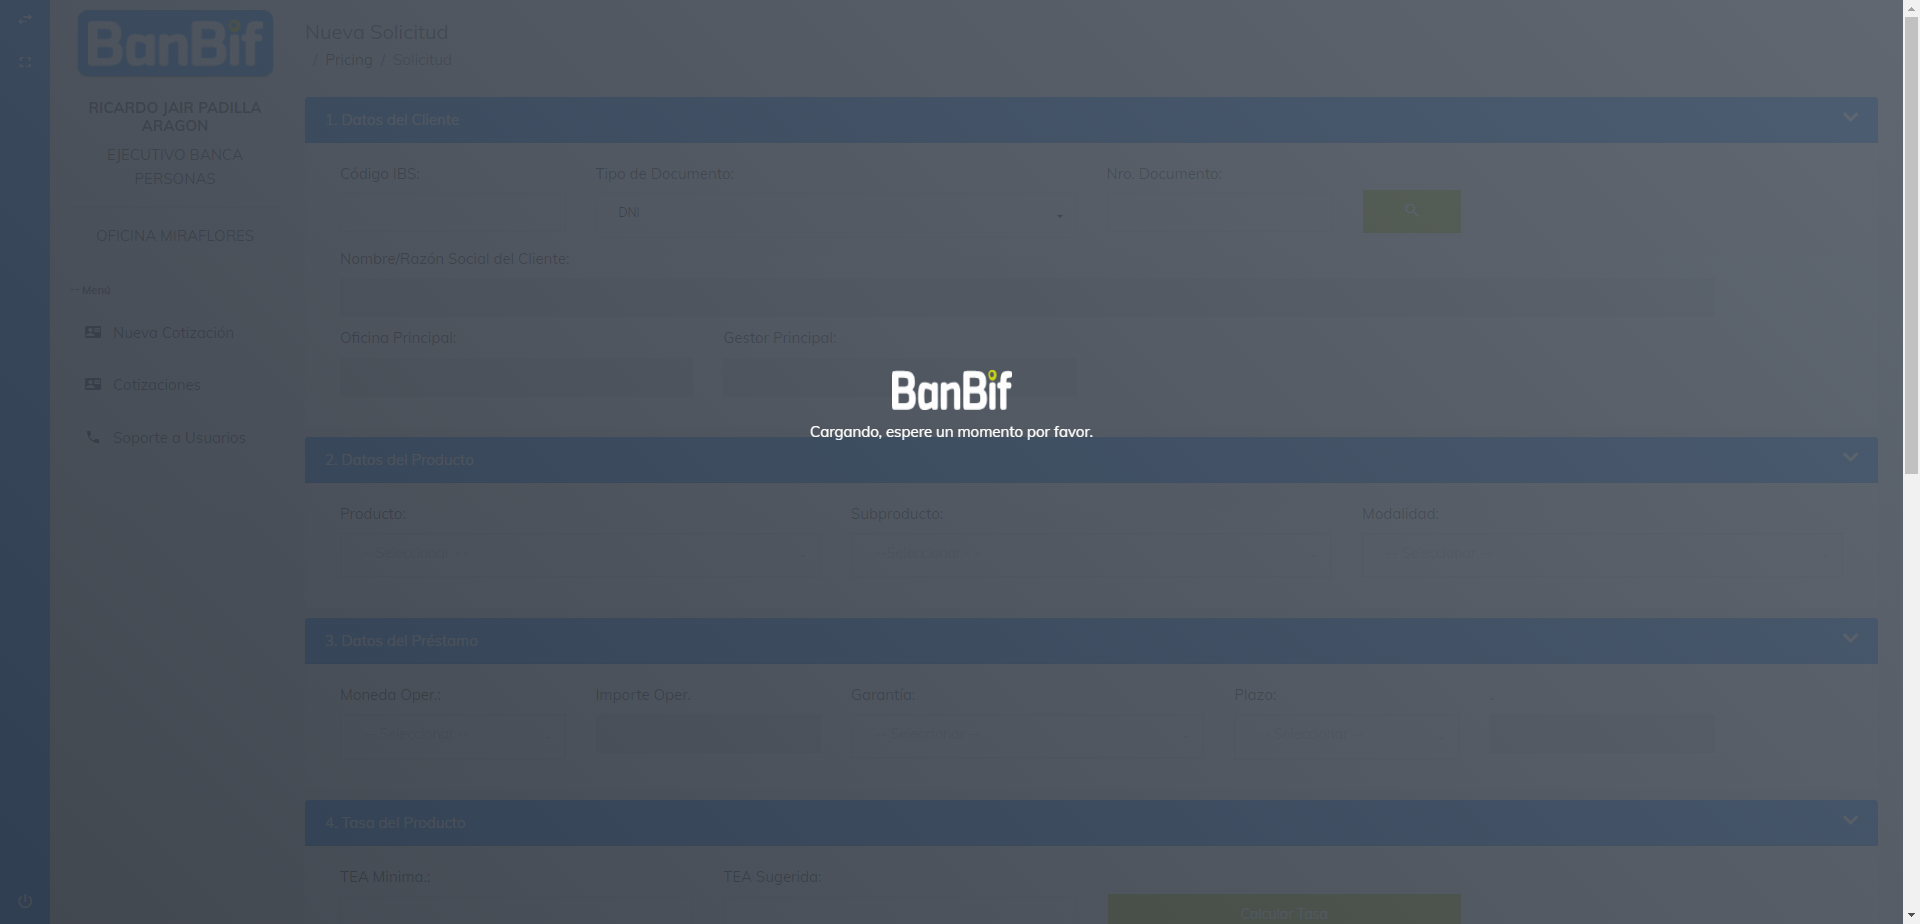 BanBif
RICARDO JAIR PADILLA
ARAGON
EJECUTIVO BANCA
PERSONAS
OFICINA MIRAFLORES
-- Menú
Nueva Cotización
Cotizaciones
Soporte a Usuarios
Nueva Solicitud
/ Pricing / Solicitud
1. Datos del Cliente
Código IBS: Tipo de Documento: Nro. Documento:
DNI
Nombre/Razón Social del Cliente:
Oficina Principal: Gestor Principal:
BanBif
Cargando, espere un momento por favor.
2. Datos del Producto
Producto: Subproducto: Modalidad:
-- Seleccionar -- -- Seleccionar -- -- Seleccionar --
3. Datos del Préstamo
Moneda Oper.: Importe Oper. Garantía: Plazo: .
-- Seleccionar -- -- Seleccionar -- -- Seleccionar --
4. Tasa del Producto
TEA Mínima.: TEA Sugerida:
Calcular Tasa